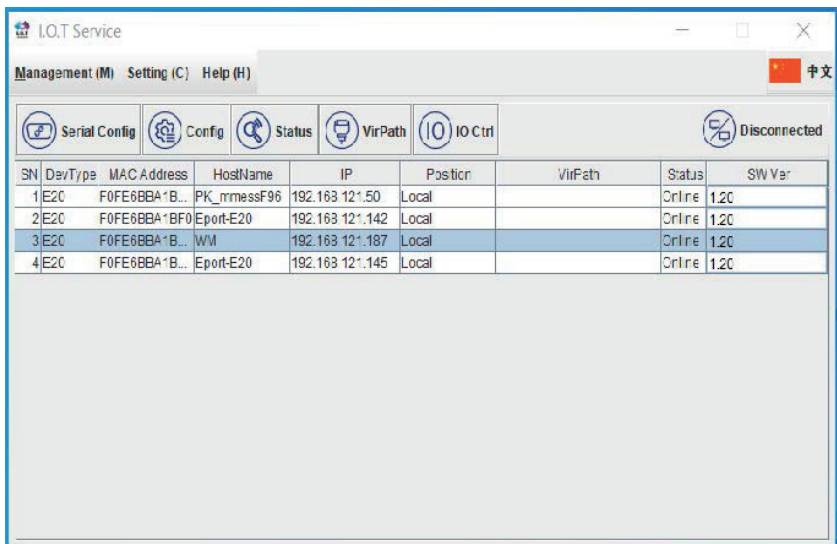 I.O.T Service
Management (M) Setting (C) Help (H) 中文
Serial Config Config Status VirPath IO IO Ctrl Disconnected
SN DevType MAC Address HostName IP Position VirPath Status SW Ver
1 E20 F0FE6BBA1B... PK_mmessF96 192.168.121.50 Local Online 1.20
2 E20 F0FE6BBA1BF0 Eport-E20 192.168.121.142 Local Online 1.20
3 E20 F0FE6BBA1B... WM 192.168.121.187 Local Online 1.20
4 E20 F0FE6BBA1B... Eport-E20 192.168.121.145 Local Online 1.20